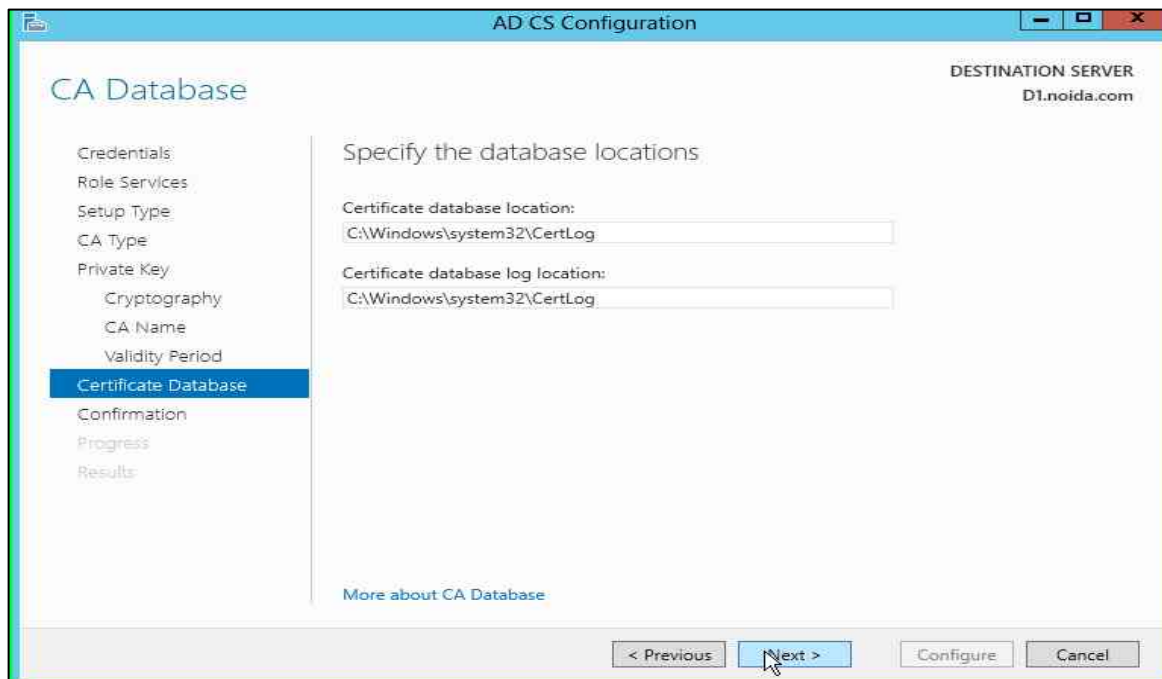 AD CS Configuration
CA Database
DESTINATION SERVER
D1.noida.com
Credentials
Role Services
Setup Type
CA Type
Private Key
Cryptography
CA Name
Validity Period
Certificate Database
Confirmation
Progress
Results
Specify the database locations
Certificate database location:
C:\Windows\system32\CertLog
Certificate database log location:
C:\Windows\system32\CertLog
More about CA Database
< Previous
Next >
Configure
Cancel